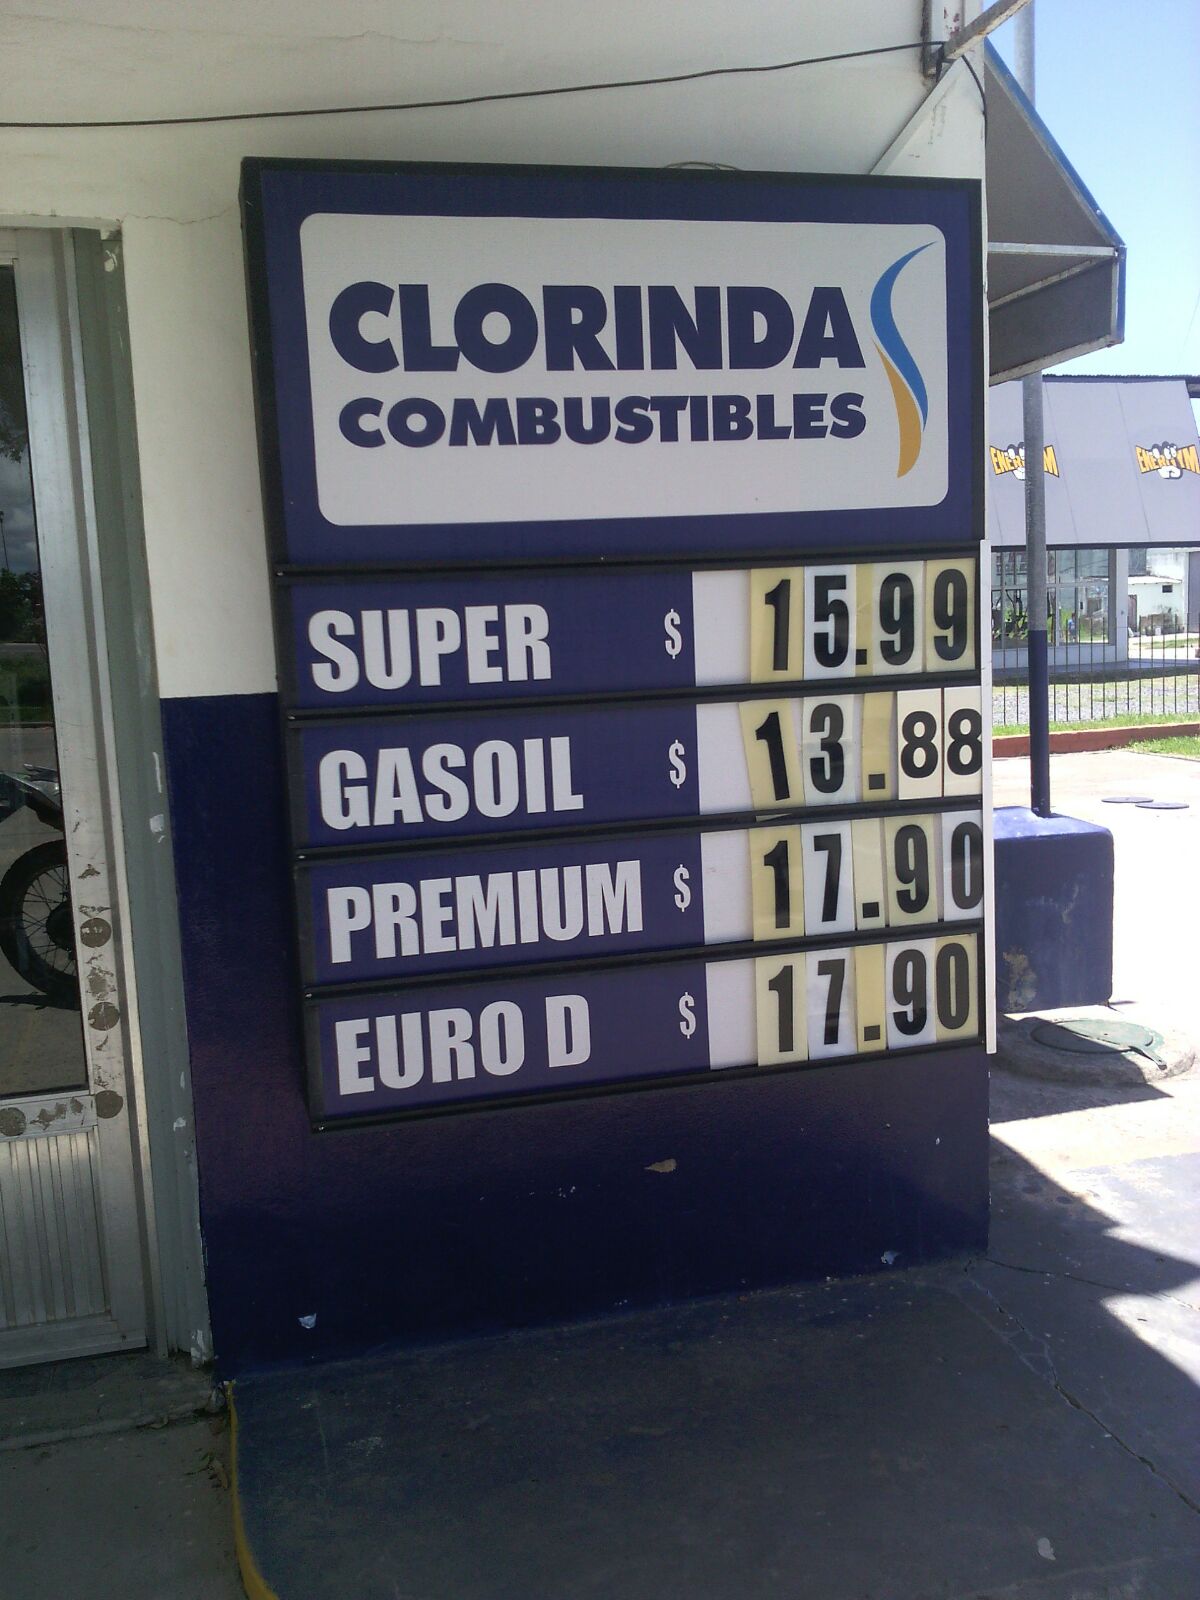 CLORINDA
COMBUSTIBLES
SUPER $ 15.99
GASOIL $ 13.88
PREMIUM $ 17.90
EURO D $ 17.90